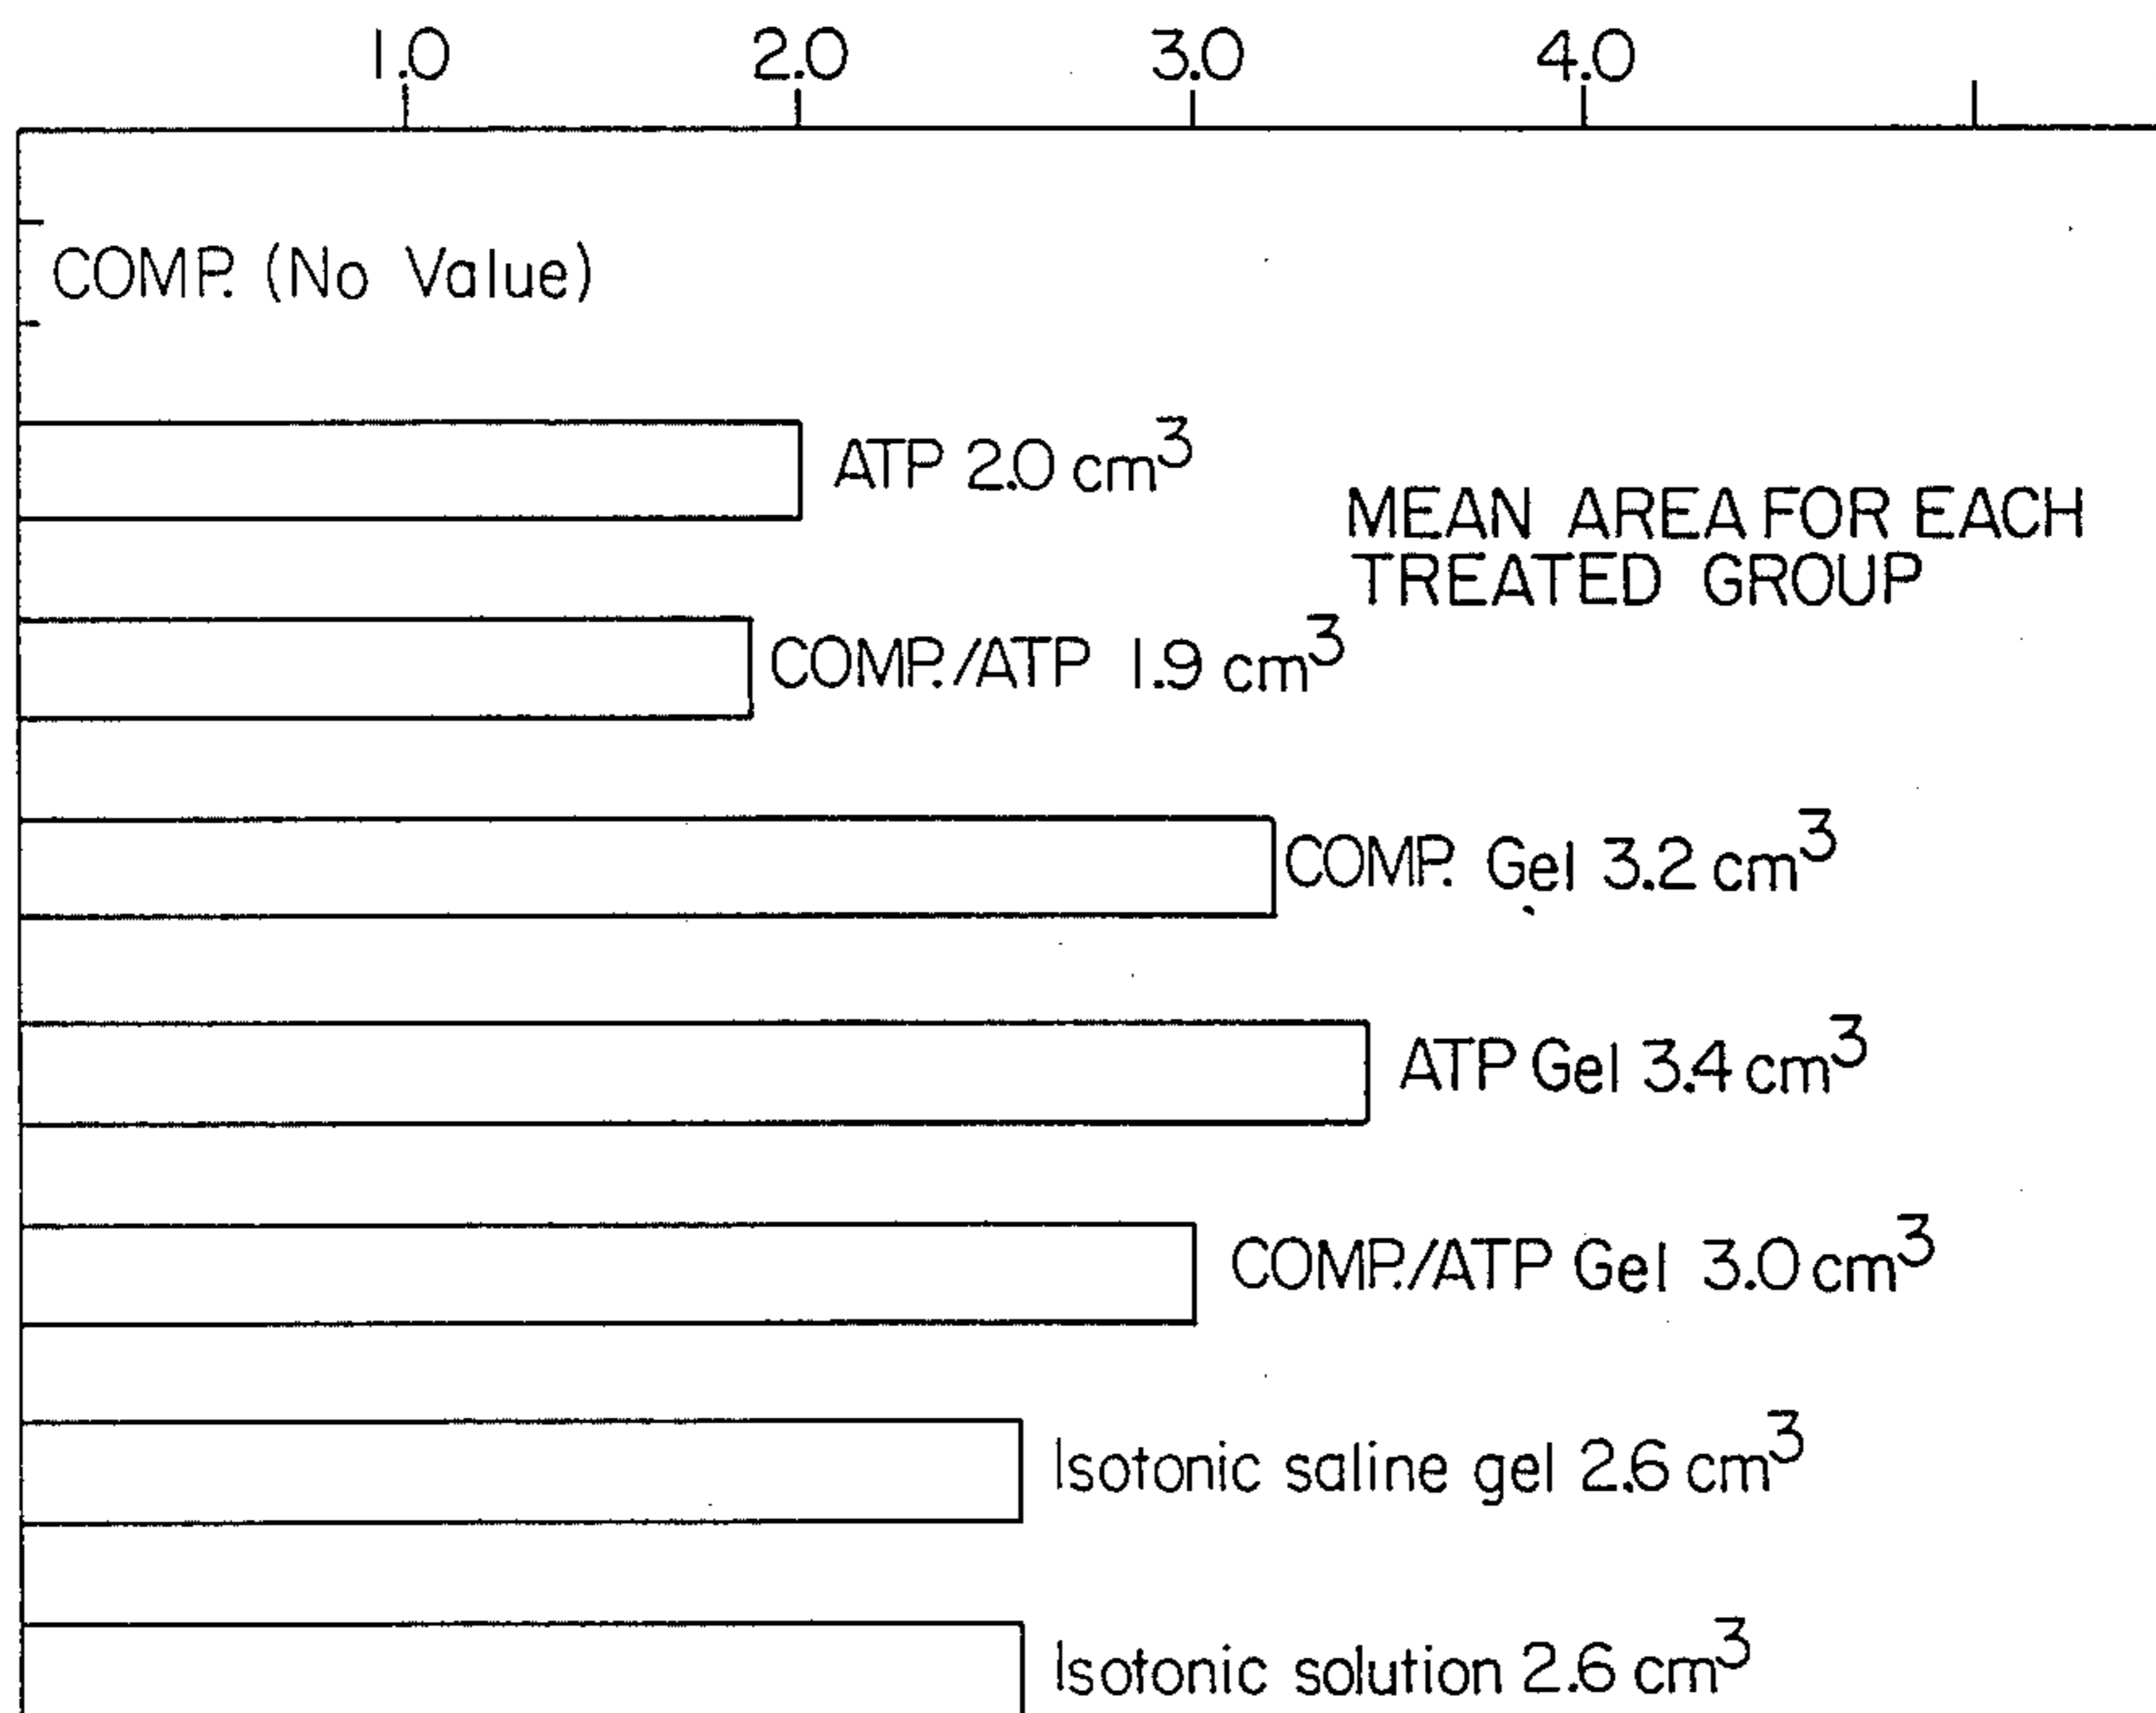 1.0 2.0 3.0 4.0
COMP. (No Value)
ATP 2.0 cm³
MEAN AREA FOR EACH
TREATED GROUP
COMP./ATP 1.9 cm³
COMP. Gel 3.2 cm³
ATP Gel 3.4 cm³
COMP./ATP Gel 3.0 cm³
Isotonic saline gel 2.6 cm³
Isotonic solution 2.6 cm³